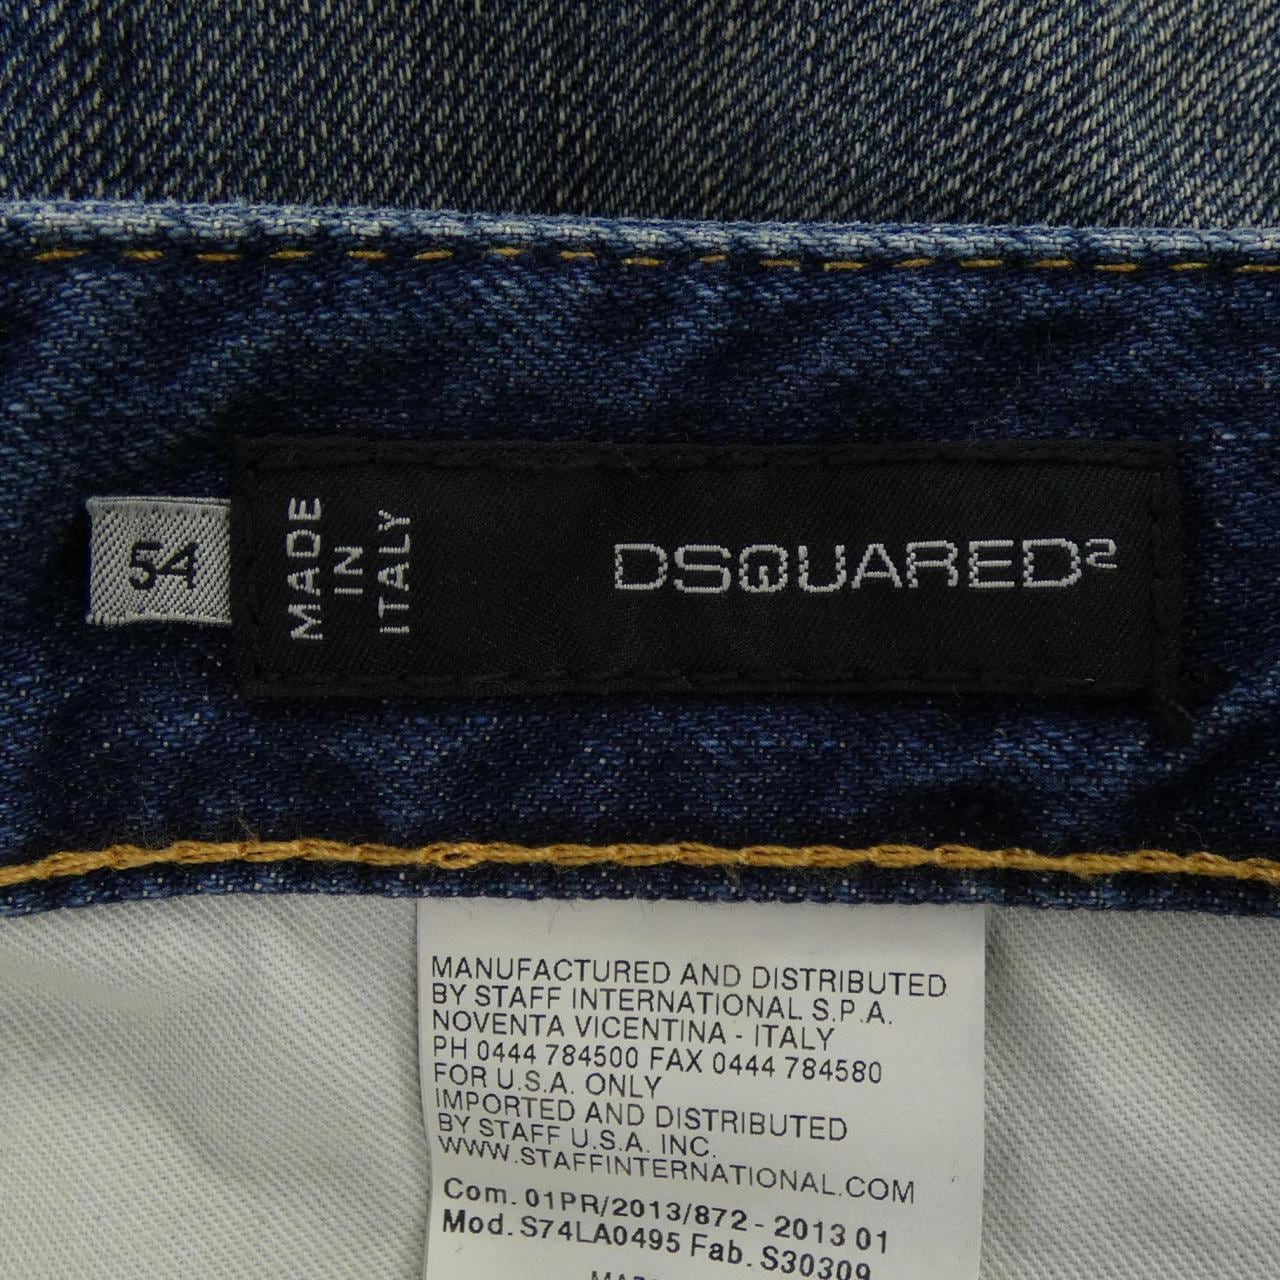 54
MADE
IN
ITALY
DSQUARED²
MANUFACTURED AND DISTRIBUTED
BY STAFF INTERNATIONAL S.P.A.
NOVENTA VICENTINA - ITALY
PH 0444 784500 FAX 0444 784580
FOR U.S.A. ONLY
IMPORTED AND DISTRIBUTED
BY STAFF U.S.A. INC.
WWW.STAFFINTERNATIONAL.COM
Com. 01PR/2013/872 - 2013 01
Mod. S74LA0495 Fab. S30309